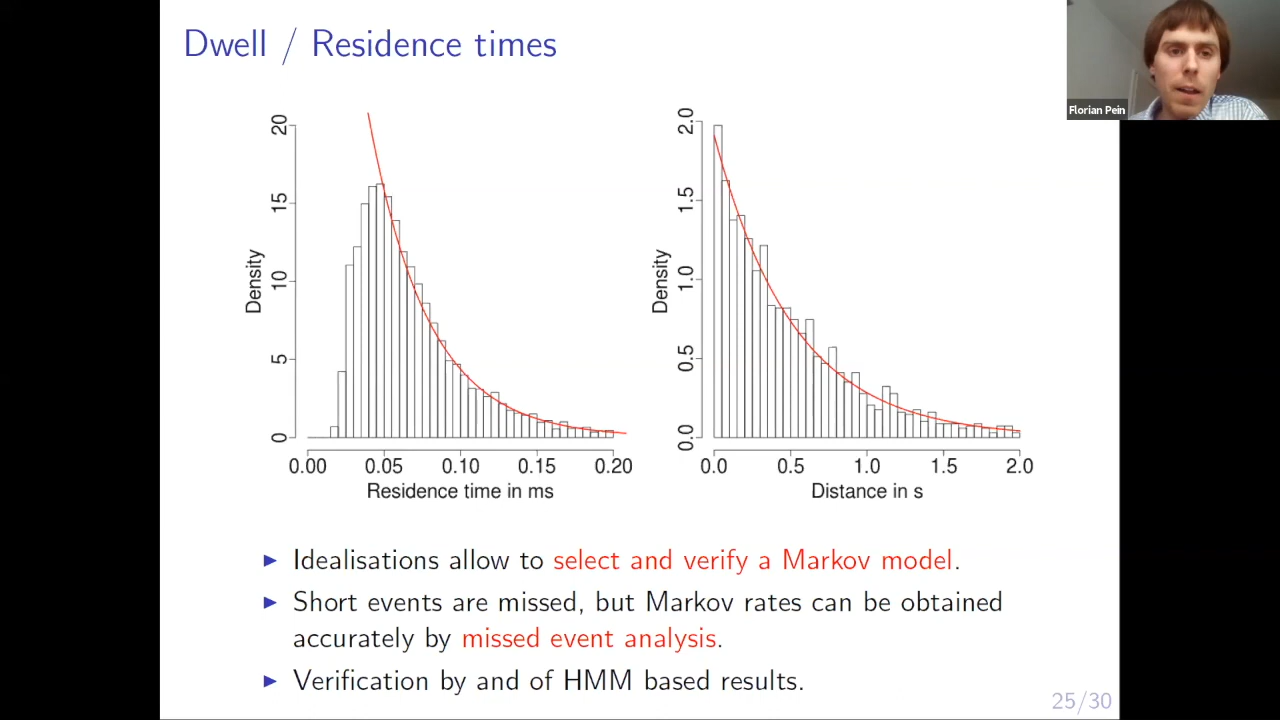 Dwell / Residence times
Florian Pein
Density
20
15
10
5
0
0.00 0.05 0.10 0.15 0.20
Residence time in ms
Density
2.0
1.5
1.0
0.5
0.0
0.0 0.5 1.0 1.5 2.0
Distance in s
Idealisations allow to select and verify a Markov model.
Short events are missed, but Markov rates can be obtained
accurately by missed event analysis.
Verification by and of HMM based results.
25/30